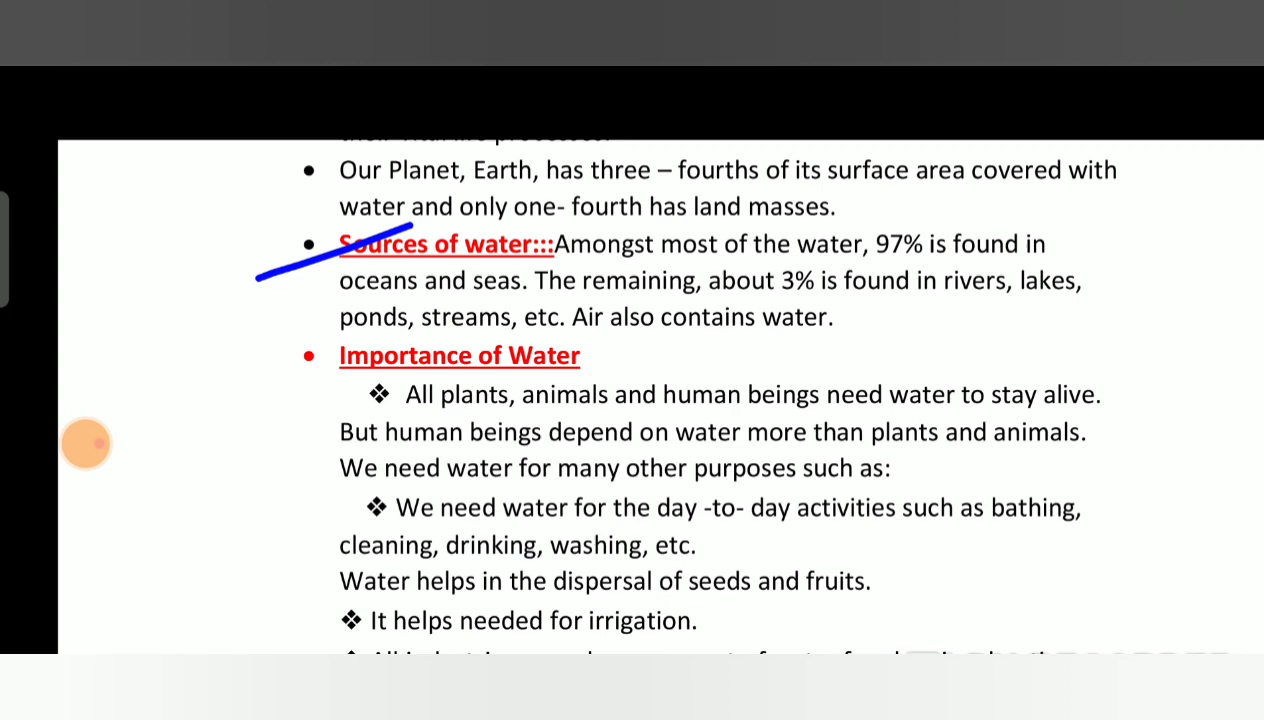 • Our Planet, Earth, has three – fourths of its surface area covered with
water and only one- fourth has land masses.
• Sources of water:::Amongst most of the water, 97% is found in
oceans and seas. The remaining, about 3% is found in rivers, lakes,
ponds, streams, etc. Air also contains water.
• Importance of Water
❖ All plants, animals and human beings need water to stay alive.
But human beings depend on water more than plants and animals.
We need water for many other purposes such as:
❖ We need water for the day -to- day activities such as bathing,
cleaning, drinking, washing, etc.
Water helps in the dispersal of seeds and fruits.
❖ It helps needed for irrigation.